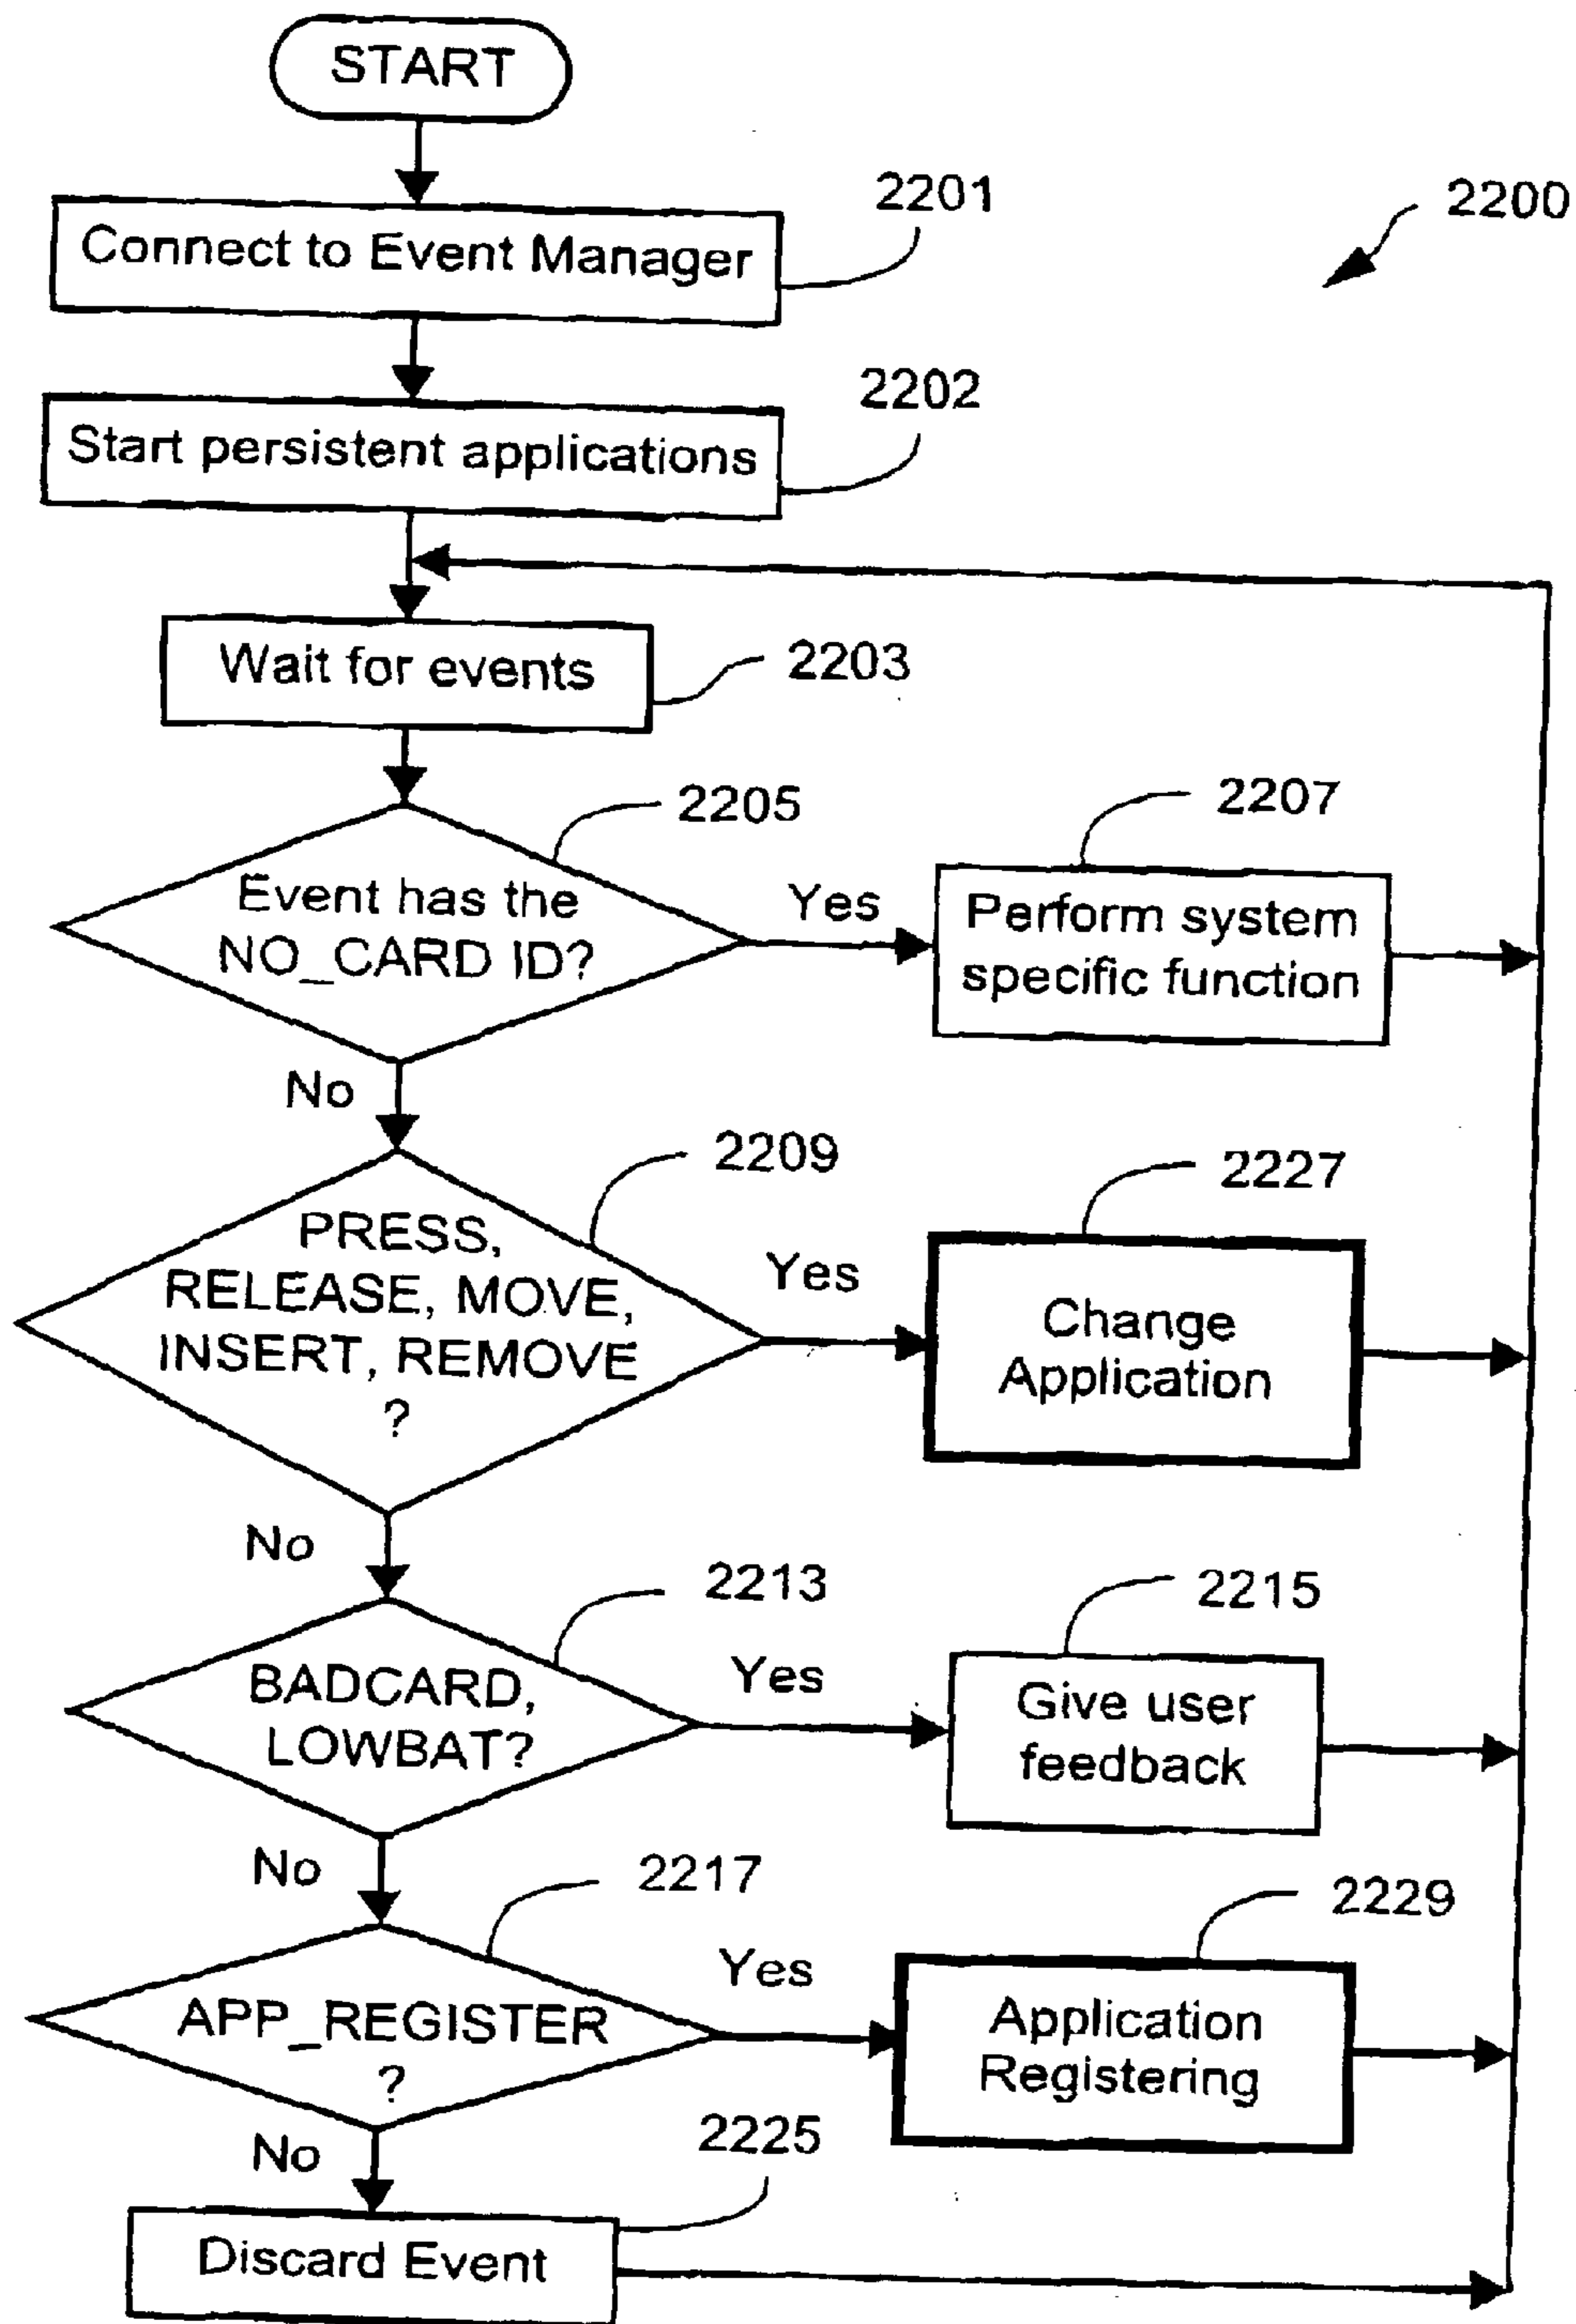 START
2201
2200
Connect to Event Manager
2202
Start persistent applications
Wait for events
2203
2205
2207
Event has the
NO_CARD ID?
Yes
Perform system
specific function
No
2209
2227
PRESS,
RELEASE, MOVE,
INSERT, REMOVE
?
Yes
Change
Application
No
2213
2215
BADCARD,
LOWBAT?
Yes
Give user
feedback
No
2217
2229
APP_REGISTER
?
Yes
Application
Registering
No
2225
Discard Event